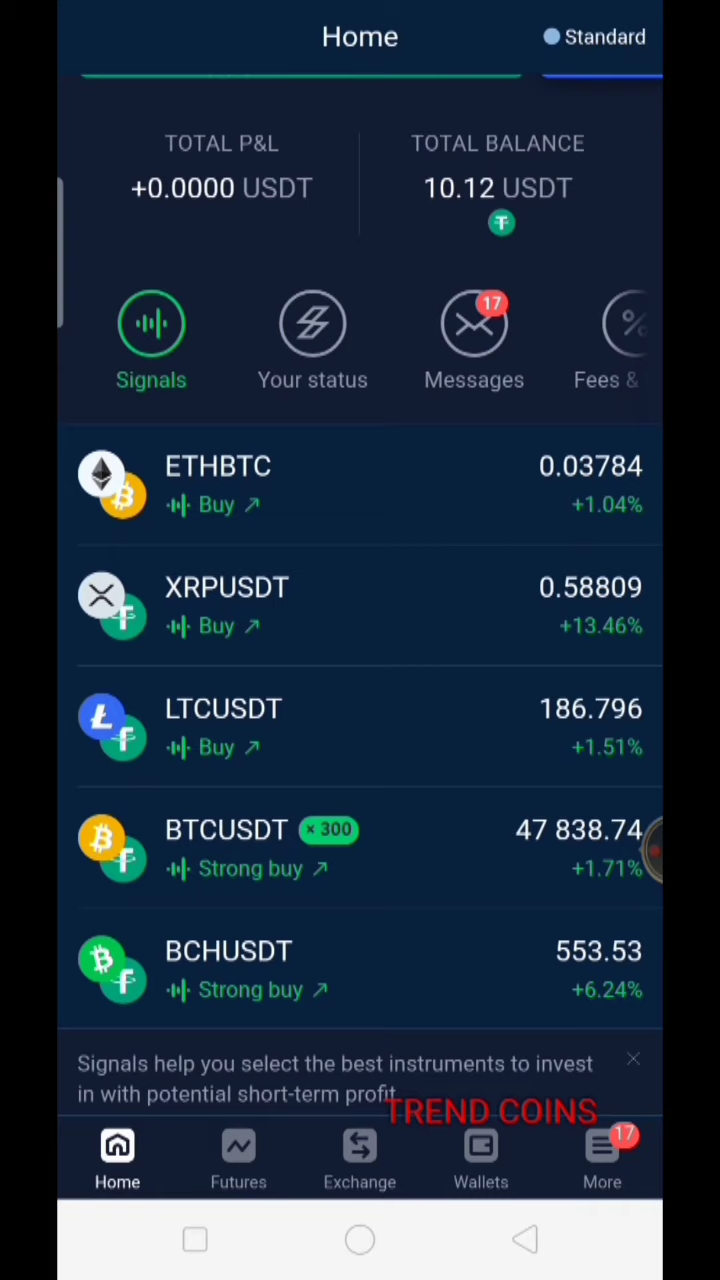 Home
Standard
TOTAL P&L
TOTAL BALANCE
+0.0000 USDT
10.12 USDT
17
Signals
Your status
Messages
Fees &
ETHBTC
0.03784
Buy
+1.04%
XRPUSDT
0.58809
Buy
+13.46%
LTCUSDT
186.796
Buy
+1.51%
BTCUSDT × 300
47 838.74
Strong buy
+1.71%
BCHUSDT
553.53
Strong buy
+6.24%
Signals help you select the best instruments to invest
in with potential short-term profit
TREND COINS
17
Home
Futures
Exchange
Wallets
More